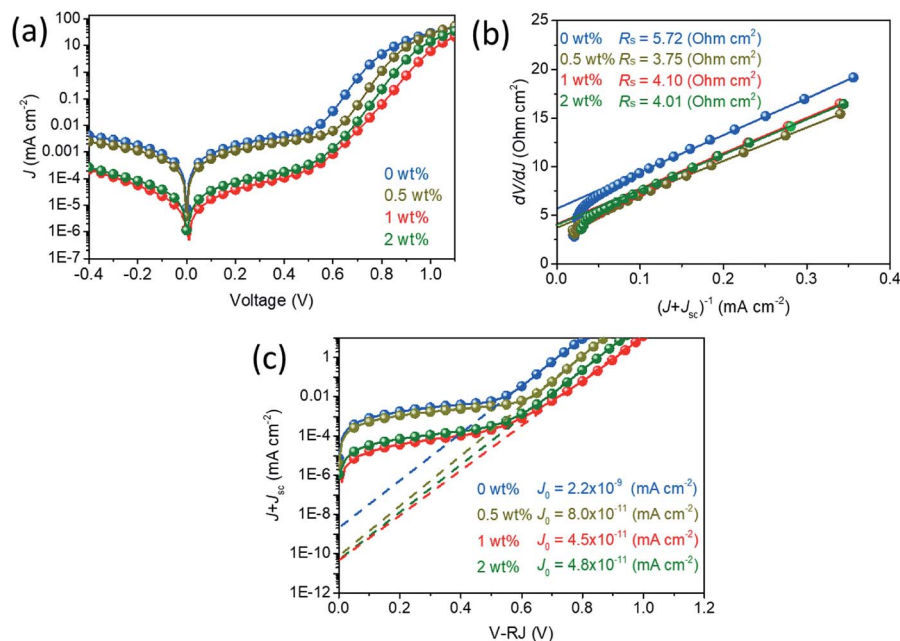 (a)
100
10
1
0.1
0.01
0.001
1E-4
1E-5
1E-6
1E-7
J (mA cm⁻²)
0 wt%
0.5 wt%
1 wt%
2 wt%
-0.4 -0.2 0.0 0.2 0.4 0.6 0.8 1.0
Voltage (V)
(b)
25
20
15
10
5
0
dV/dJ (Ohm cm²)
0 wt% Rs = 5.72 (Ohm cm²)
0.5 wt% Rs = 3.75 (Ohm cm²)
1 wt% Rs = 4.10 (Ohm cm²)
2 wt% Rs = 4.01 (Ohm cm²)
0.0 0.1 0.2 0.3 0.4
(J+Jsc)⁻¹ (mA cm⁻²)
(c)
1
0.01
1E-4
1E-6
1E-8
1E-10
1E-12
J+Jsc (mA cm⁻²)
0 wt% J₀ = 2.2x10⁻⁹ (mA cm⁻²)
0.5 wt% J₀ = 8.0x10⁻¹¹ (mA cm⁻²)
1 wt% J₀ = 4.5x10⁻¹¹ (mA cm⁻²)
2 wt% J₀ = 4.8x10⁻¹¹ (mA cm⁻²)
0.0 0.2 0.4 0.6 0.8 1.0 1.2
V-RJ (V)